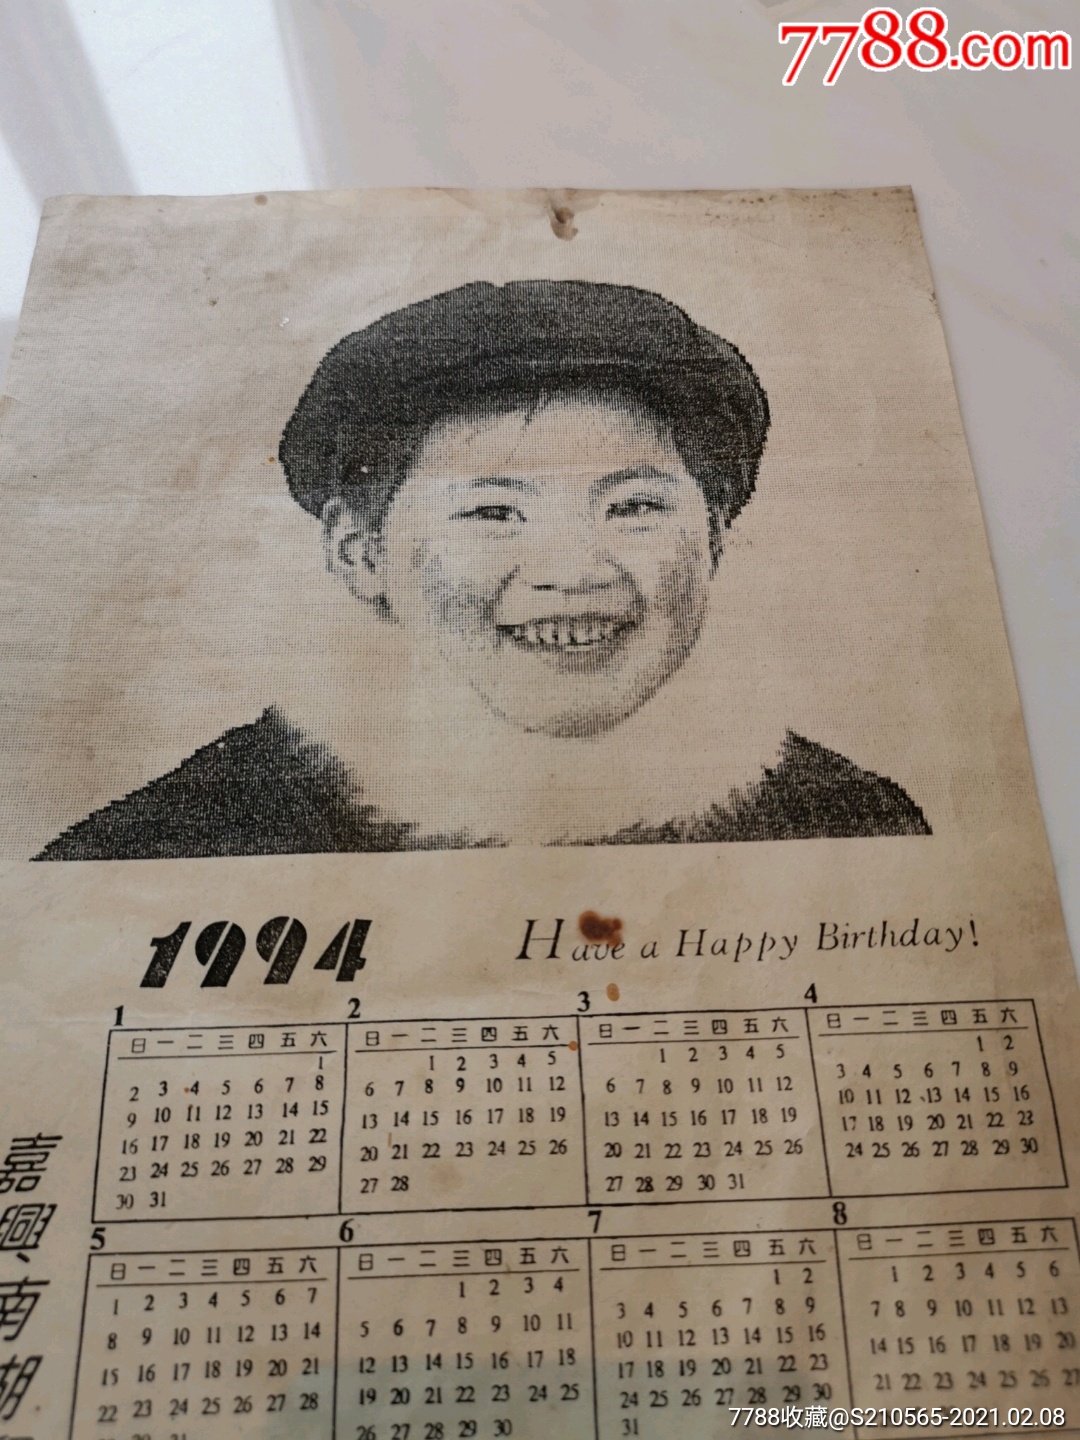 7788.com
1994
Have a Happy Birthday!
1
日 一 二 三 四 五 六
1
2 3 4 5 6 7 8
9 10 11 12 13 14 15
16 17 18 19 20 21 22
23 24 25 26 27 28 29
30 31
2
日 一 二 三 四 五 六
1 2 3 4 5
6 7 8 9 10 11 12
13 14 15 16 17 18 19
20 21 22 23 24 25 26
27 28
3
日 一 二 三 四 五 六
1 2 3 4 5
6 7 8 9 10 11 12
13 14 15 16 17 18 19
20 21 22 23 24 25 26
27 28 29 30 31
4
日 一 二 三 四 五 六
1 2
3 4 5 6 7 8 9
10 11 12 13 14 15 16
17 18 19 20 21 22 23
24 25 26 27 28 29 30
5
日 一 二 三 四 五 六
1 2 3 4 5 6 7
8 9 10 11 12 13 14
15 16 17 18 19 20 21
22 23 24 25 26 27 28
30 31
6
日 一 二 三 四 五 六
1 2 3 4
5 6 7 8 9 10 11
12 13 14 15 16 17 18
19 20 21 22 23 24 25
26 27 28 29 30
7
日 一 二 三 四 五 六
1 2
3 4 5 6 7 8 9
10 11 12 13 14 15 16
17 18 19 20 21 22 23
24 25 26 27 28 29 30
31
8
日 一 二 三 四 五 六
1 2 3 4 5 6
7 8 9 10 11 12 13
14 15 16 17 18 19 20
21 22 23 24 25 26 27
嘉興南湖
7788收藏@S210565-2021.02.08